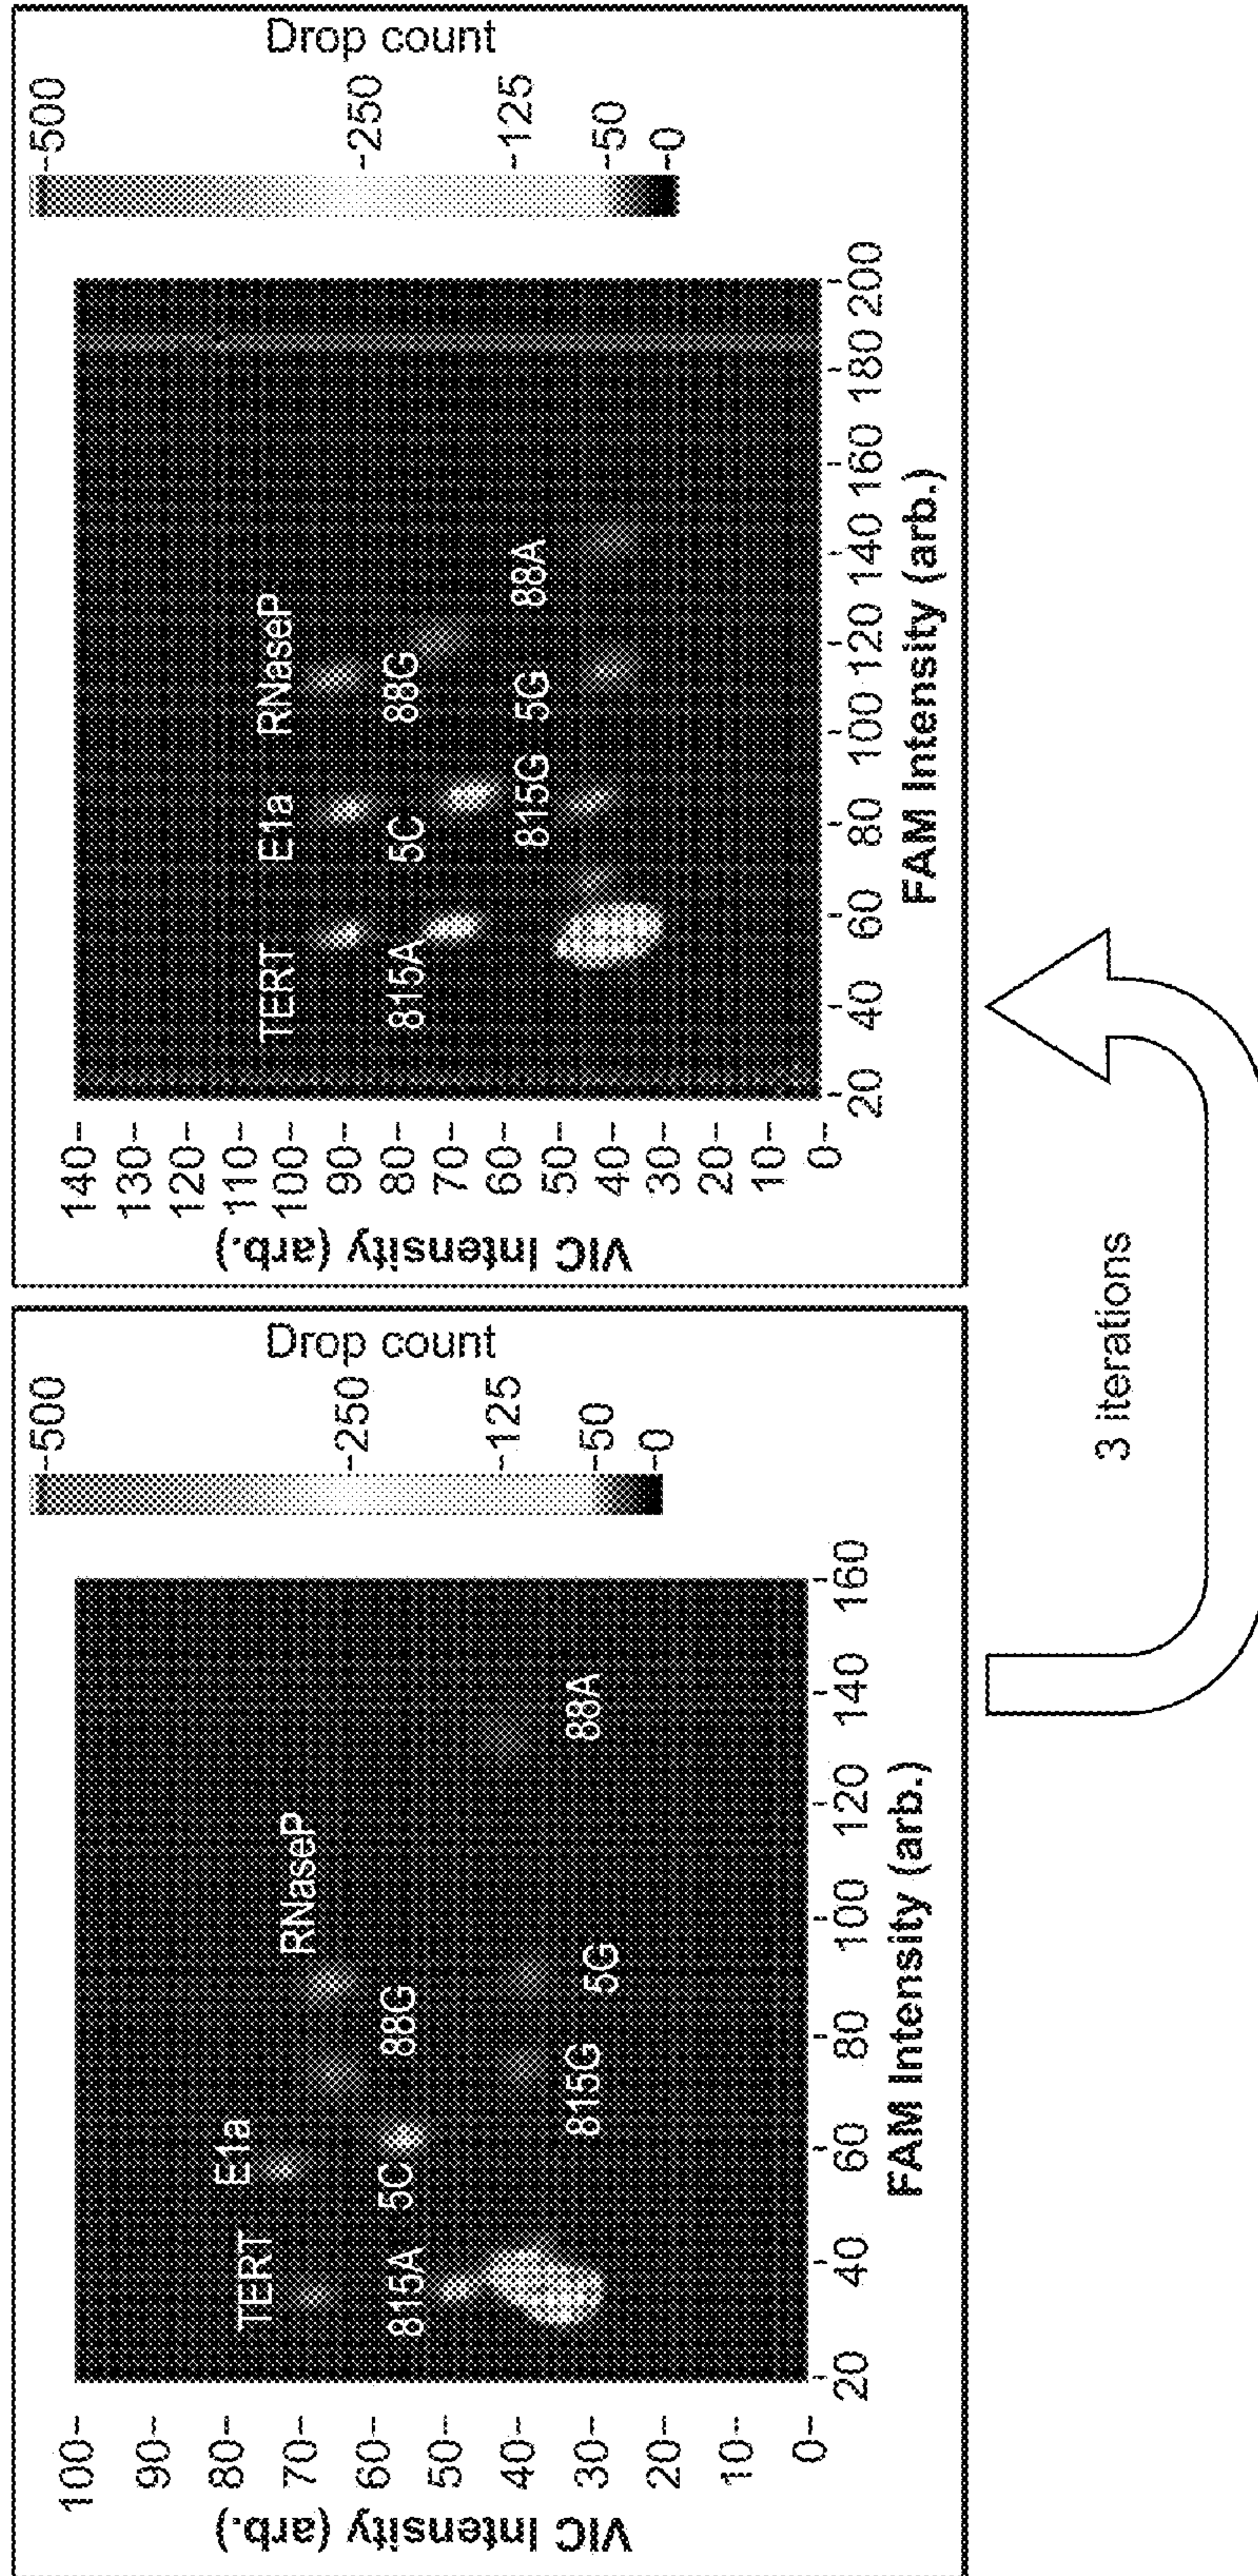 100-
90-
80-
70-
60-
50-
40-
30-
20-
10-
0-
VIC Intensity (arb.)
TERT
E1a
RNaseP
815A
5C
88G
815G
5G
88A
20 40 60 80 100 120 140 160
FAM Intensity (arb.)
-500
-250
-125
-50
-0
Drop count
3 iterations
140-
130-
120-
110-
100-
90-
80-
70-
60-
50-
40-
30-
20-
10-
0-
VIC Intensity (arb.)
TERT
E1a
RNaseP
815A
5C
88G
815G
5G
88A
20 40 60 80 100 120 140 160 180 200
FAM Intensity (arb.)
-500
-250
-125
-50
-0
Drop count